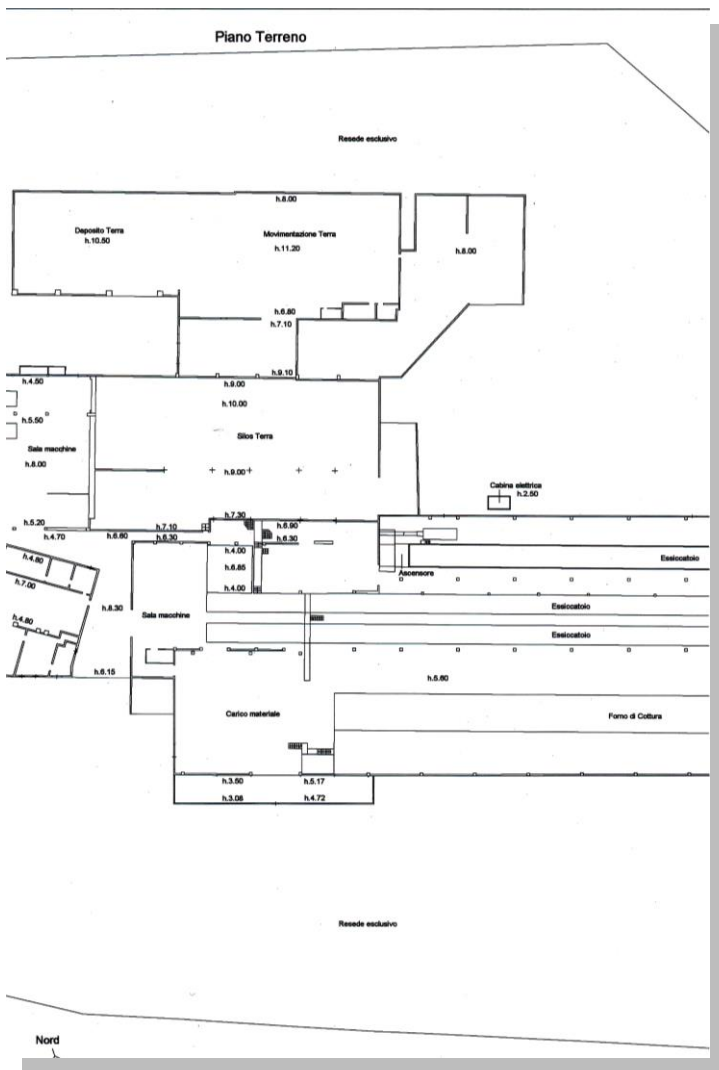 Piano Terreno
Resede esclusivo
h.8.00
Deposito Terra
h.10.50
Movimentazione Terra
h.11.20
h.8.00
h.6.80
h.7.10
h.9.10
h.4.50
h.9.00
h.10.00
h.5.50
Silos Terra
Sala macchine
h.8.00
h.9.00
Cabina elettrica
h.2.50
h.5.20
h.4.70
h.6.60
h.7.10
h.6.30
h.7.30
h.6.90
h.6.30
h.4.00
h.6.85
h.4.00
h.4.80
h.7.00
h.4.80
Essiccatoio
Ascensore
h.8.30
Sala macchine
Essiccatoio
Essiccatoio
h.6.15
h.5.60
Carico materiale
Forno di Cottura
h.3.50
h.5.17
h.3.08
h.4.72
Resede esclusivo
Nord